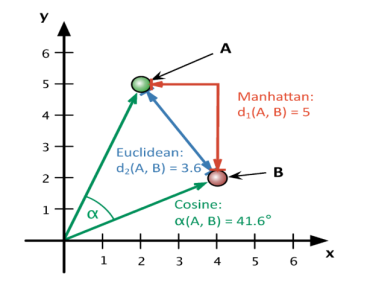 y
A
6
5
4
3
2
1
Manhattan:
d₁(A, B) = 5
Euclidean:
d₂(A, B) = 3.6
B
Cosine:
α(A, B) = 41.6°
α
x
1 2 3 4 5 6